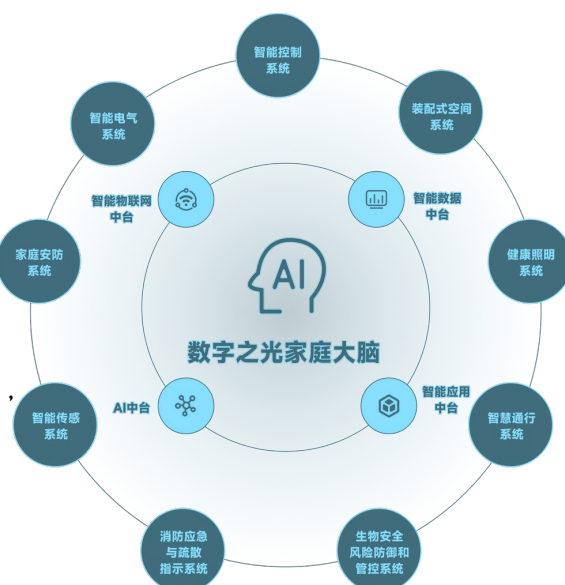 智能控制
系统
智能电气
系统
装配式空间
系统
智能物联网
中台
智能数据
中台
家庭安防
系统
健康照明
系统
AI
数字之光家庭大脑
AI中台
智能应用
中台
,
智能传感
系统
智慧通行
系统
消防应急
与疏散
指示系统
生物安全
风险防御和
管控系统